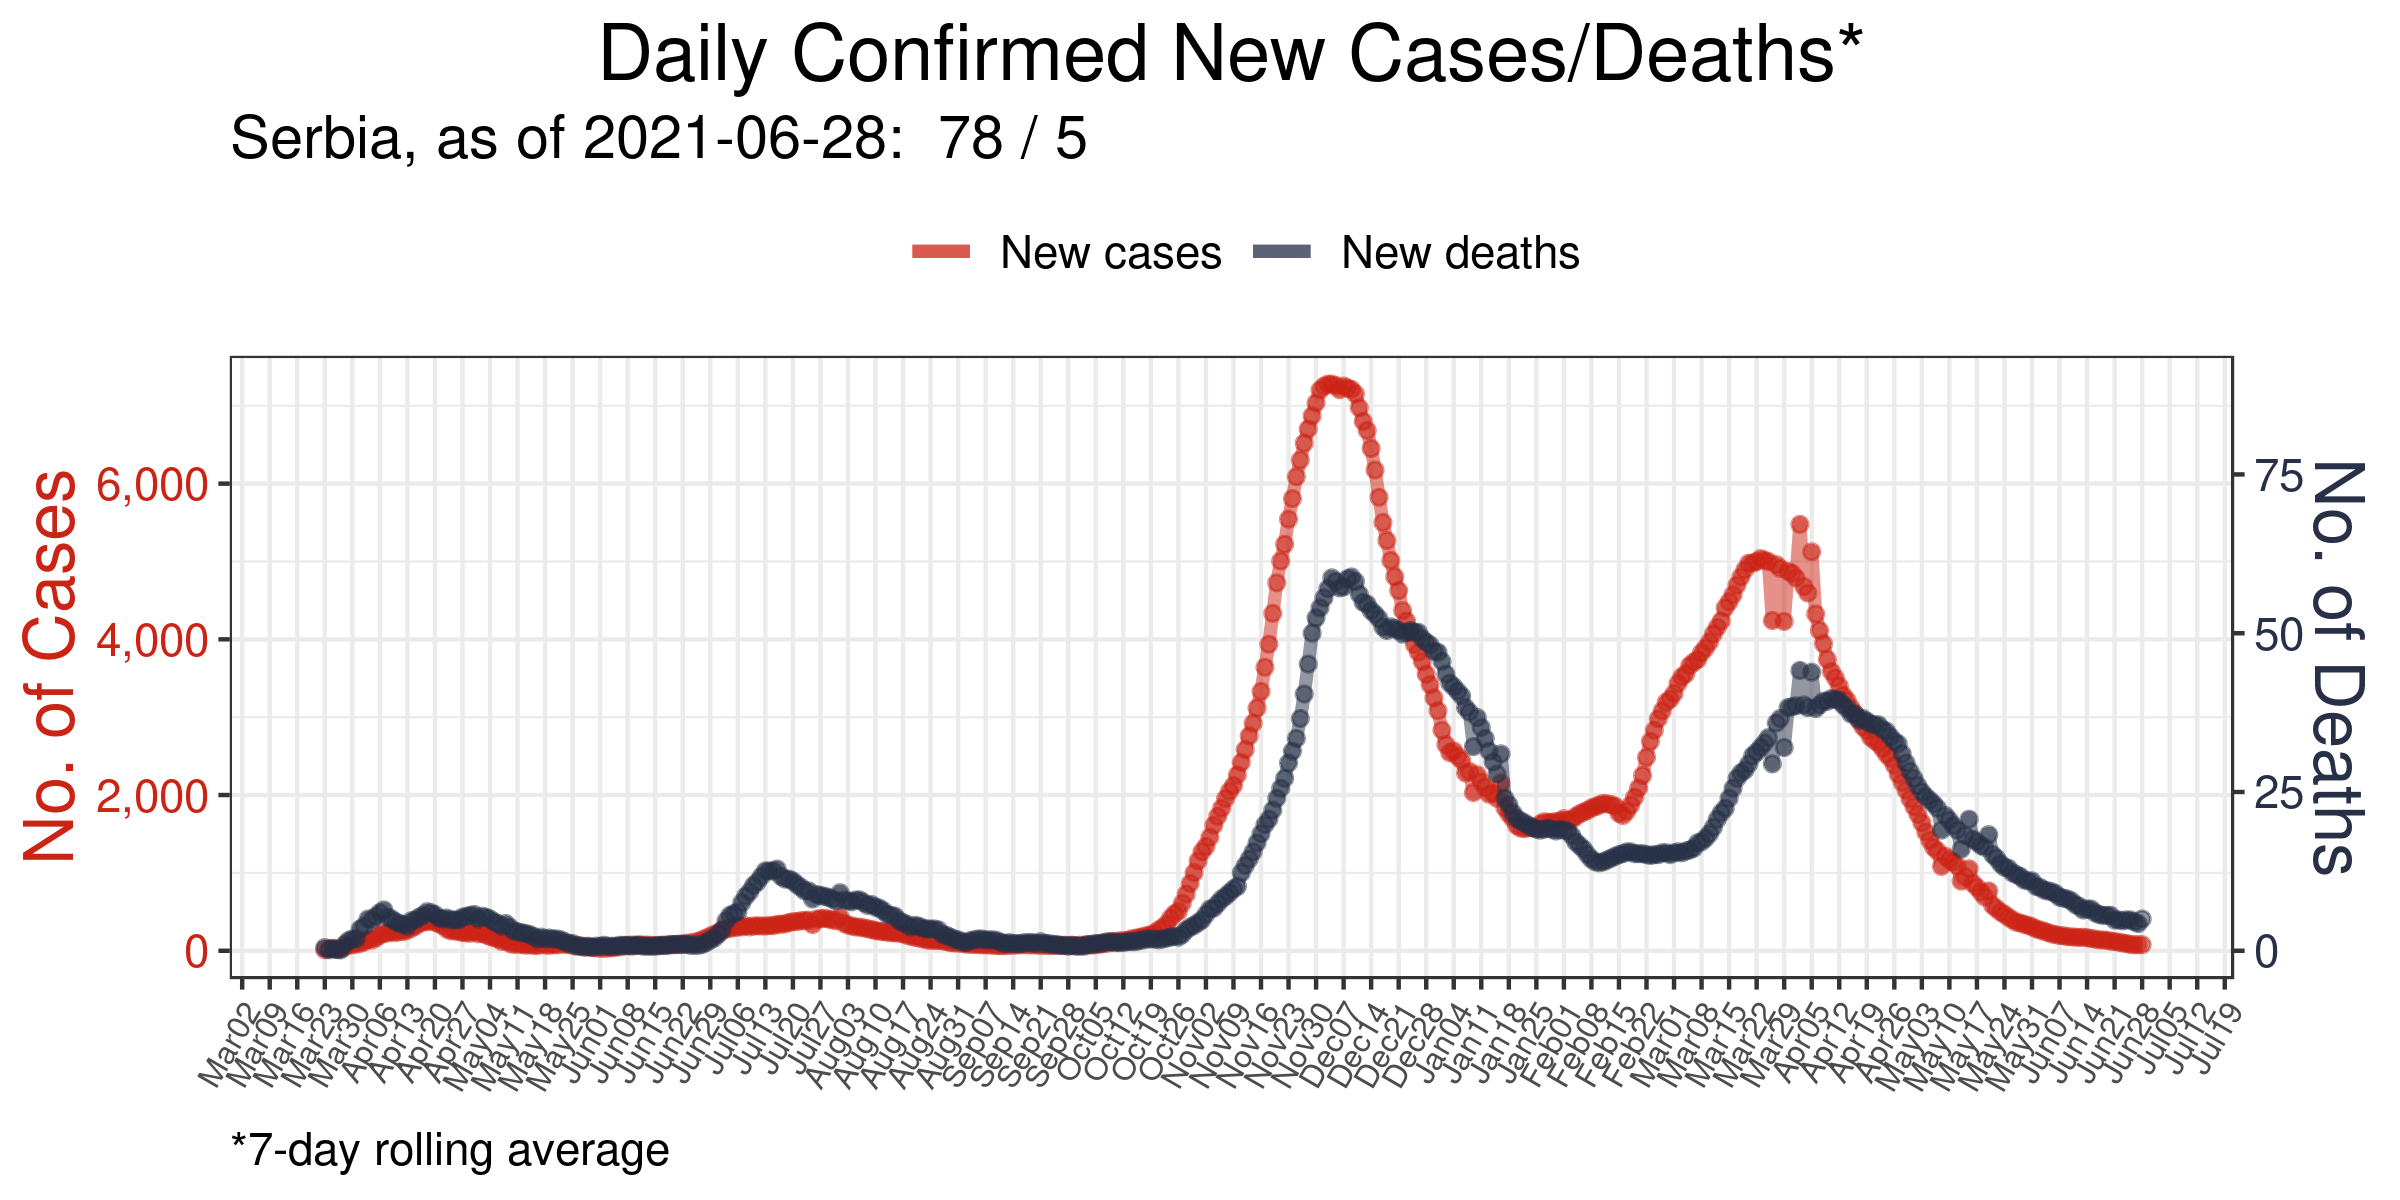 Daily Confirmed New Cases/Deaths*
Serbia, as of 2021-06-28:  78 / 5
New cases
New deaths
No. of Cases
6,000
4,000
2,000
0
75
50
25
0
No. of Deaths
Mar02
Mar09
Mar16
Mar23
Mar30
Apr06
Apr13
Apr20
Apr27
May04
May11
May18
May25
Jun01
Jun08
Jun15
Jun22
Jun29
Jul06
Jul13
Jul20
Jul27
Aug03
Aug10
Aug17
Aug24
Aug31
Sep07
Sep14
Sep21
Sep28
Oct05
Oct12
Oct19
Oct26
Nov02
Nov09
Nov16
Nov23
Nov30
Dec07
Dec14
Dec21
Dec28
Jan04
Jan11
Jan18
Jan25
Feb01
Feb08
Feb15
Feb22
Mar01
Mar08
Mar15
Mar22
Mar29
Apr05
Apr12
Apr19
Apr26
May03
May10
May17
May24
May31
Jun07
Jun14
Jun21
Jun28
Jul05
Jul12
Jul19
*7-day rolling average